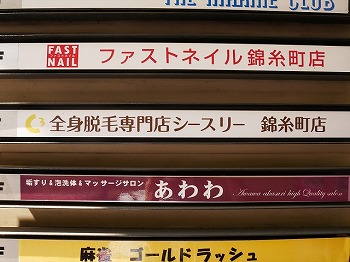 THE MARINE CLUB
FAST NAIL ファストネイル 錦糸町店
全身脱毛専門店シースリー 錦糸町店
垢すり&泡洗体&マッサージサロン あわわ Awawa akasuri high Quality salon
麻雀 ゴールドラッシュ